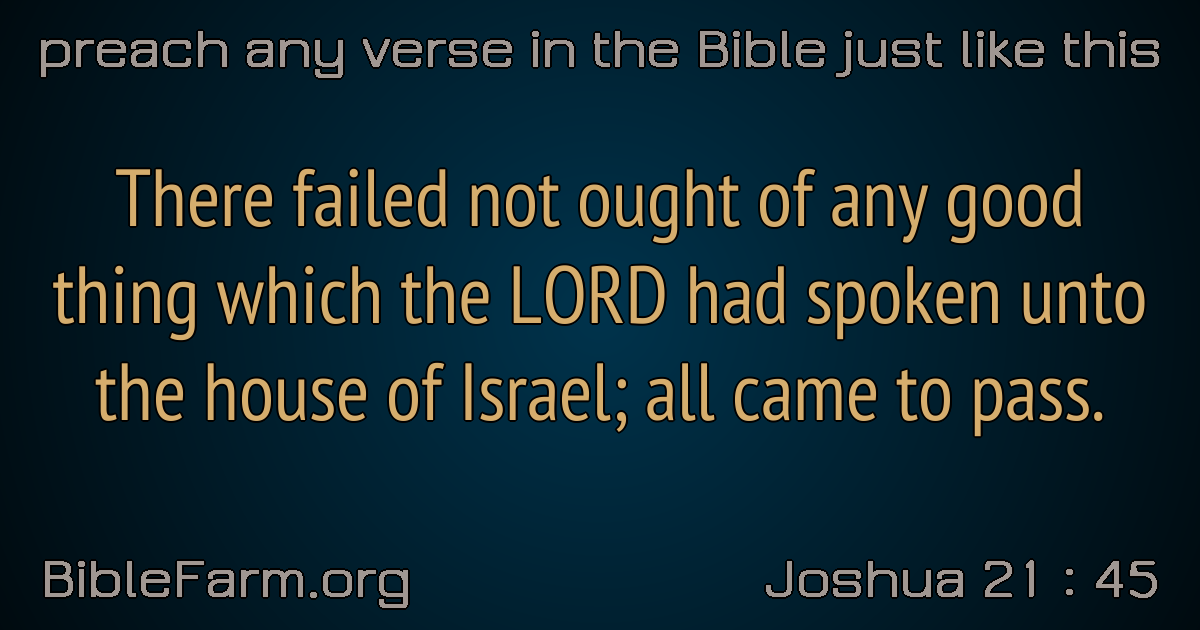 preach any verse in the Bible just like this
There failed not ought of any good
thing which the LORD had spoken unto
the house of Israel; all came to pass.
BibleFarm.org
Joshua 21 : 45